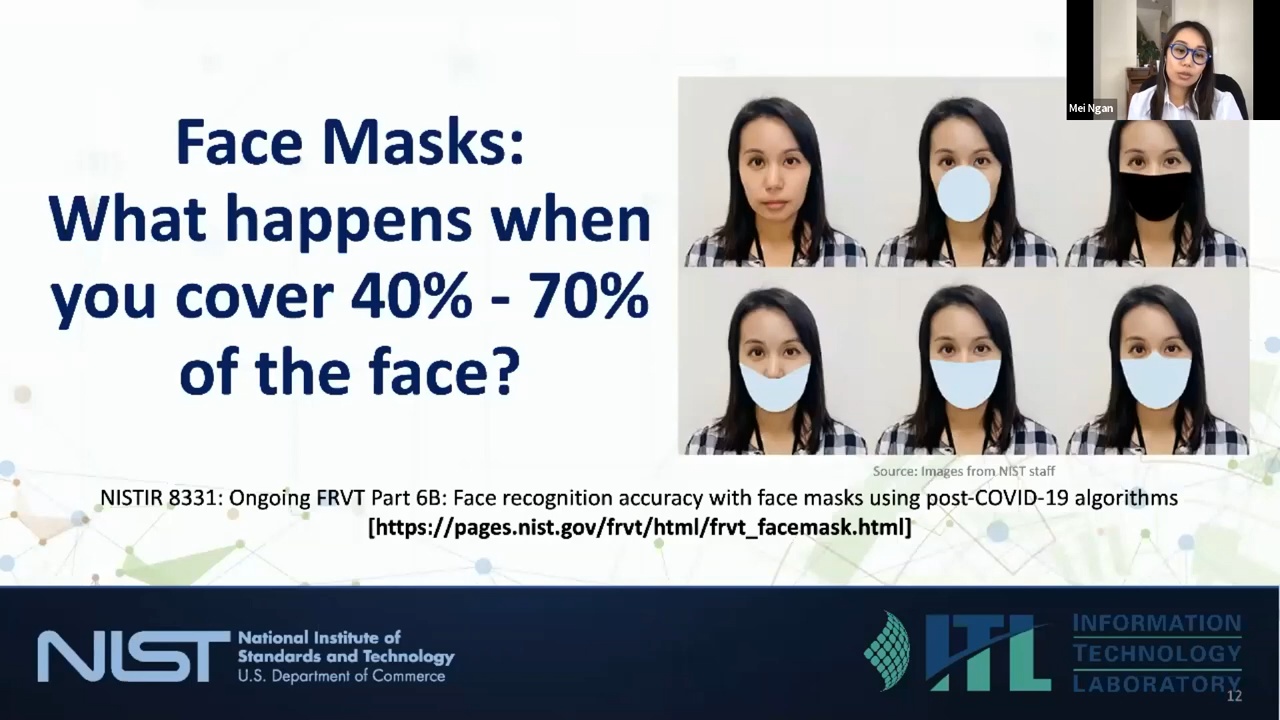 Mei Ngan
Face Masks:
What happens when
you cover 40% - 70%
of the face?
Source: Images from NIST staff
NISTIR 8331: Ongoing FRVT Part 6B: Face recognition accuracy with face masks using post-COVID-19 algorithms
[https://pages.nist.gov/frvt/html/frvt_facemask.html]
NIST
National Institute of
Standards and Technology
U.S. Department of Commerce
ITL
INFORMATION
TECHNOLOGY
LABORATORY
12